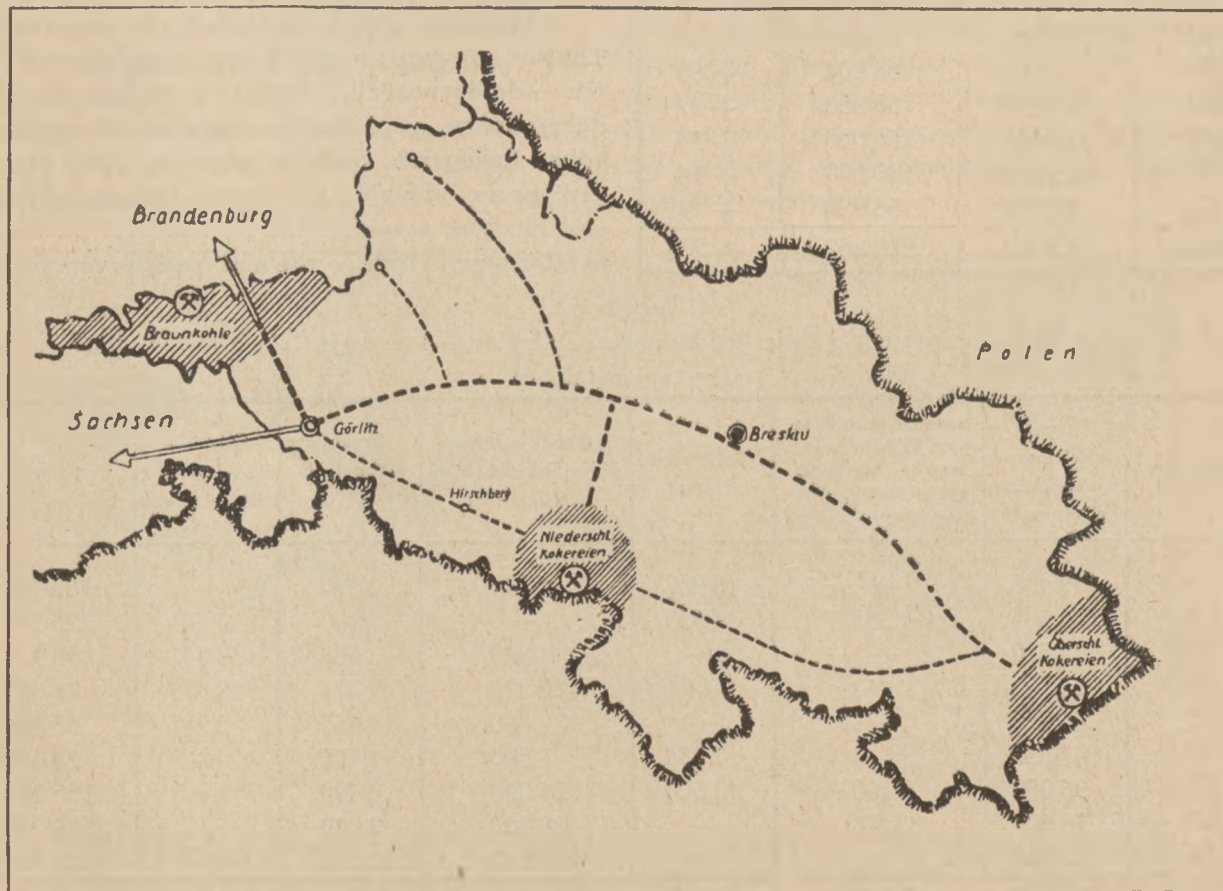 Brandenburg
Braunkohle
Polen
Sachsen
Görlitz
Breslau
Hirschberg
Niederschl.
Kokereien
Oberschl.
Kokereien